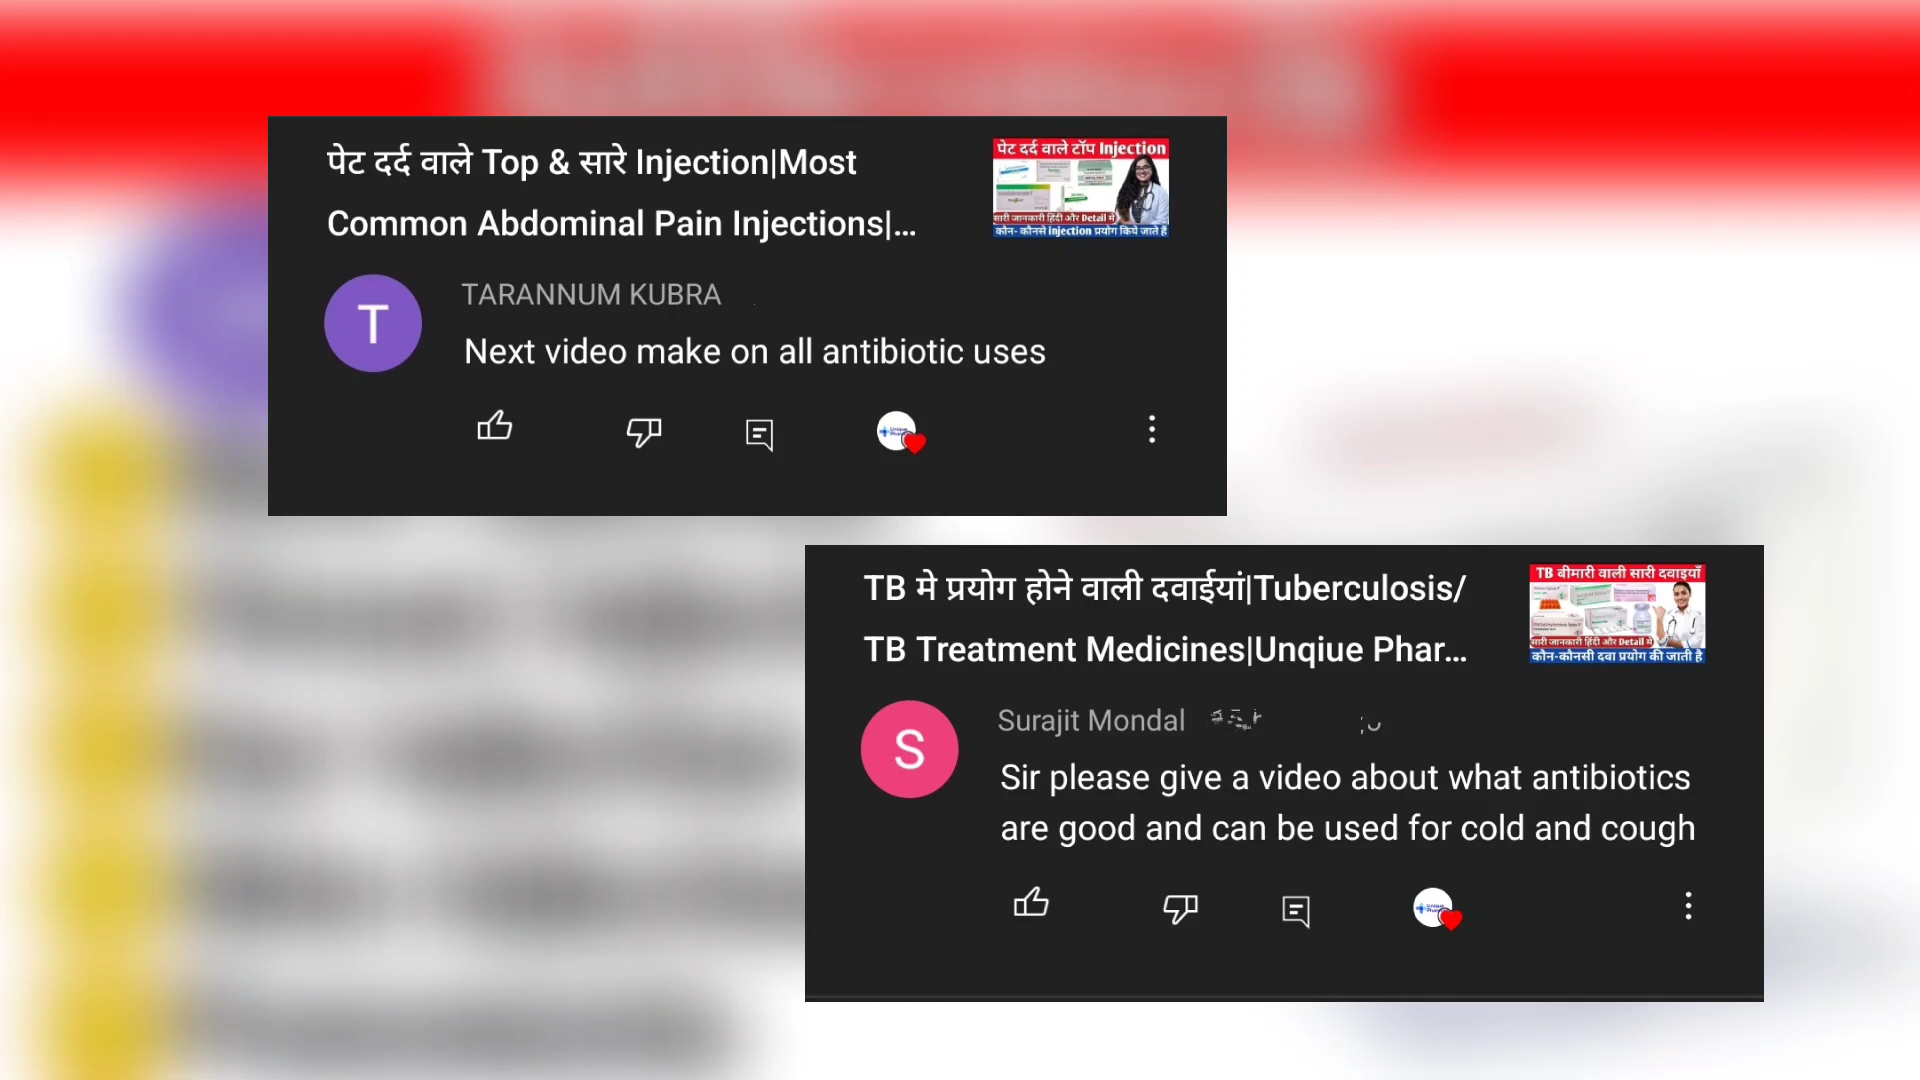 पेट दर्द वाले Top & सारे Injection|Most
Common Abdominal Pain Injections|...
पेट दर्द वाले टॉप Injection
सारी जानकारी हिंदी और Detail मे
कौन- कौनसे Injection प्रयोग किये जाते हैं
T
TARANNUM KUBRA
Next video make on all antibiotic uses
TB मे प्रयोग होने वाली दवाईयां|Tuberculosis/
TB Treatment Medicines|Unqiue Phar...
TB बीमारी वाली सारी दवाइयाँ
सारी जानकारी हिंदी और Detail मे
कौन-कौनसी दवा प्रयोग की जाती है
S
Surajit Mondal
Sir please give a video about what antibiotics
are good and can be used for cold and cough